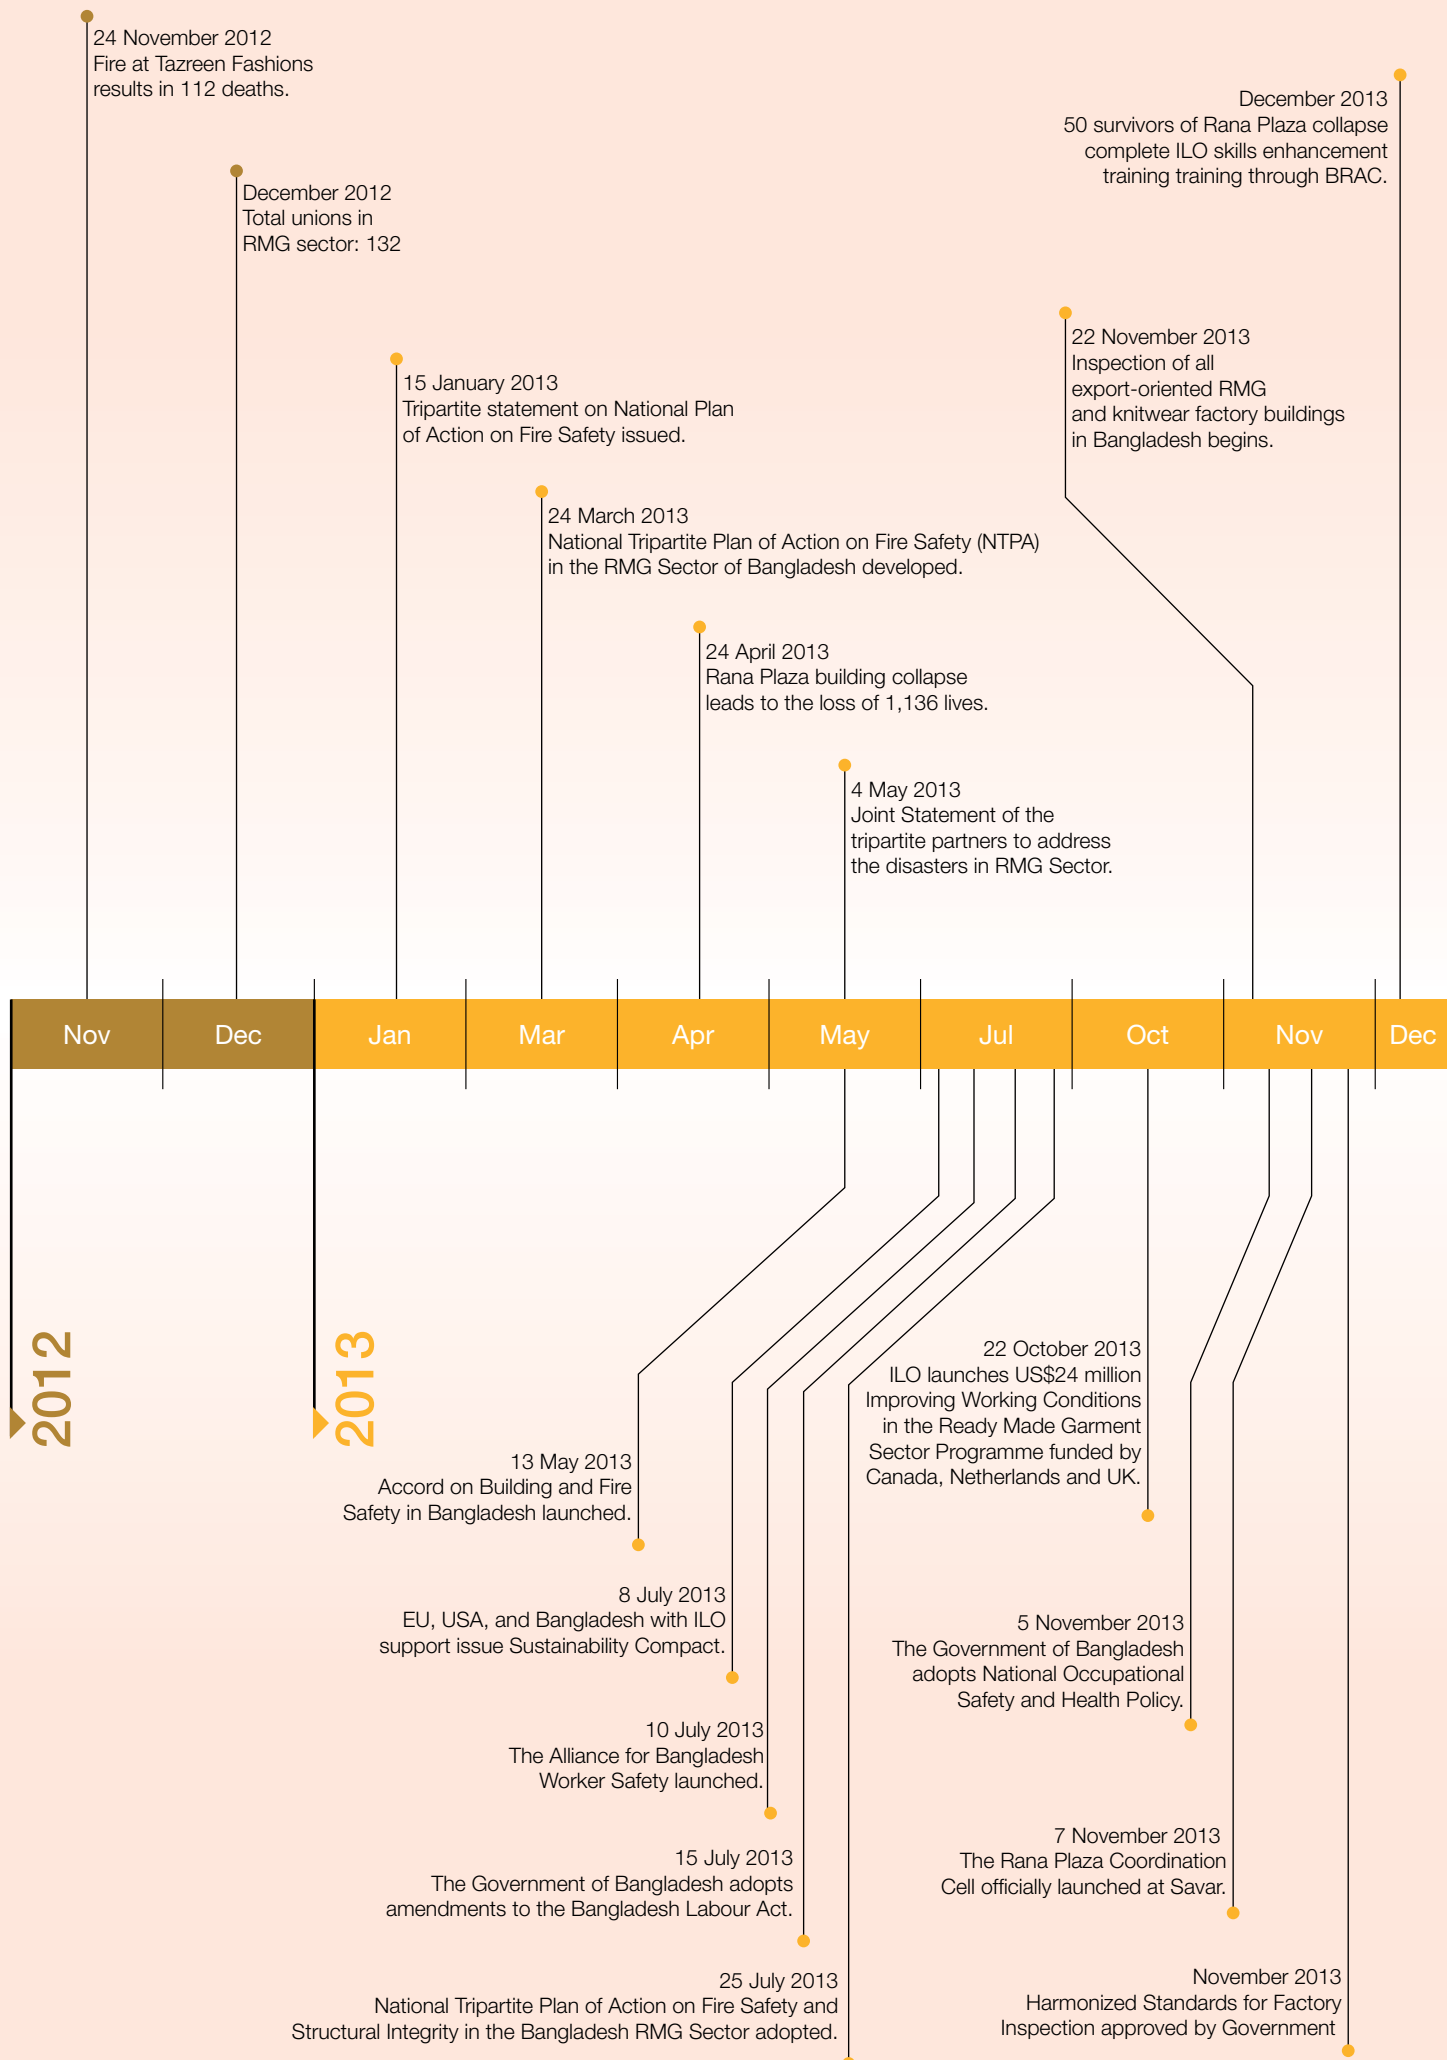 24 November 2012
Fire at Tazreen Fashions
results in 112 deaths.
December 2012
Total unions in
RMG sector: 132
15 January 2013
Tripartite statement on National Plan
of Action on Fire Safety issued.
24 March 2013
National Tripartite Plan of Action on Fire Safety (NTPA)
in the RMG Sector of Bangladesh developed.
24 April 2013
Rana Plaza building collapse
leads to the loss of 1,136 lives.
4 May 2013
Joint Statement of the
tripartite partners to address
the disasters in RMG Sector.
22 November 2013
Inspection of all
export-oriented RMG
and knitwear factory buildings
in Bangladesh begins.
December 2013
50 survivors of Rana Plaza collapse
complete ILO skills enhancement
training training through BRAC.
Nov Dec Jan Mar Apr May Jul Oct Nov Dec
2012
2013
13 May 2013
Accord on Building and Fire
Safety in Bangladesh launched.
8 July 2013
EU, USA, and Bangladesh with ILO
support issue Sustainability Compact.
10 July 2013
The Alliance for Bangladesh
Worker Safety launched.
15 July 2013
The Government of Bangladesh adopts
amendments to the Bangladesh Labour Act.
25 July 2013
National Tripartite Plan of Action on Fire Safety and
Structural Integrity in the Bangladesh RMG Sector adopted.
22 October 2013
ILO launches US$24 million
Improving Working Conditions
in the Ready Made Garment
Sector Programme funded by
Canada, Netherlands and UK.
5 November 2013
The Government of Bangladesh
adopts National Occupational
Safety and Health Policy.
7 November 2013
The Rana Plaza Coordination
Cell officially launched at Savar.
November 2013
Harmonized Standards for Factory
Inspection approved by Government